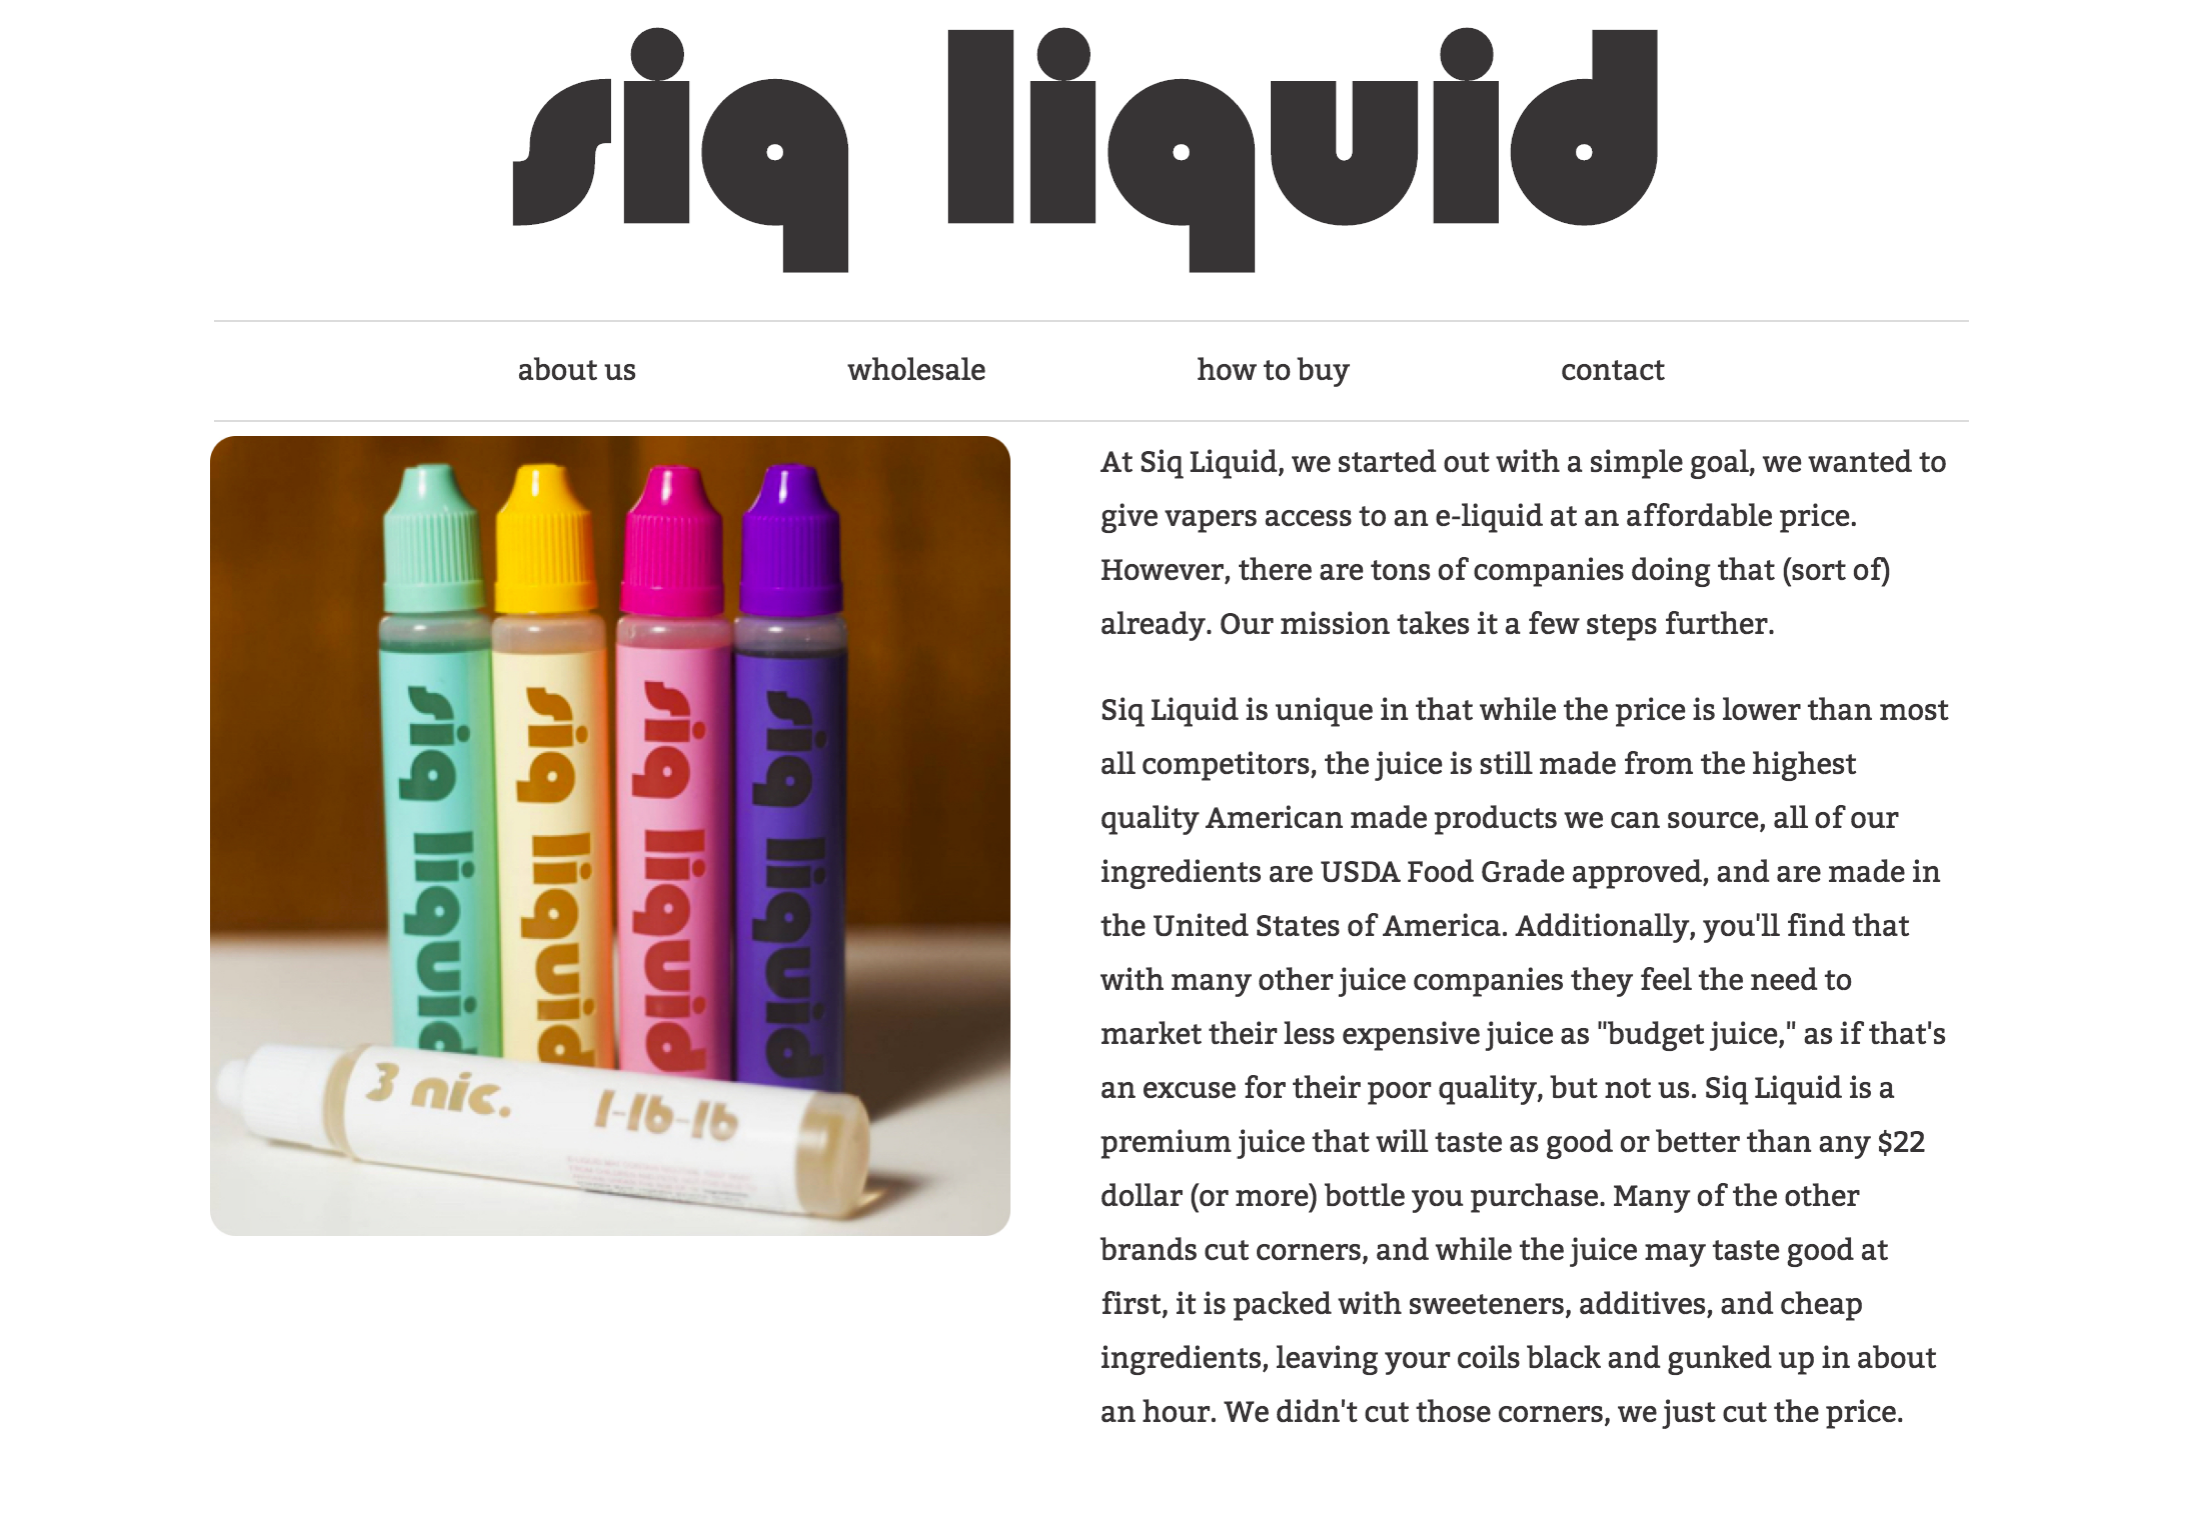 siq liquid
about us wholesale how to buy contact
siq liquid
siq liquid
siq liquid
siq liquid
3 nic. 1-16-16
At Siq Liquid, we started out with a simple goal, we wanted to
give vapers access to an e-liquid at an affordable price.
However, there are tons of companies doing that (sort of)
already. Our mission takes it a few steps further.
Siq Liquid is unique in that while the price is lower than most
all competitors, the juice is still made from the highest
quality American made products we can source, all of our
ingredients are USDA Food Grade approved, and are made in
the United States of America. Additionally, you'll find that
with many other juice companies they feel the need to
market their less expensive juice as "budget juice," as if that's
an excuse for their poor quality, but not us. Siq Liquid is a
premium juice that will taste as good or better than any $22
dollar (or more) bottle you purchase. Many of the other
brands cut corners, and while the juice may taste good at
first, it is packed with sweeteners, additives, and cheap
ingredients, leaving your coils black and gunked up in about
an hour. We didn't cut those corners, we just cut the price.